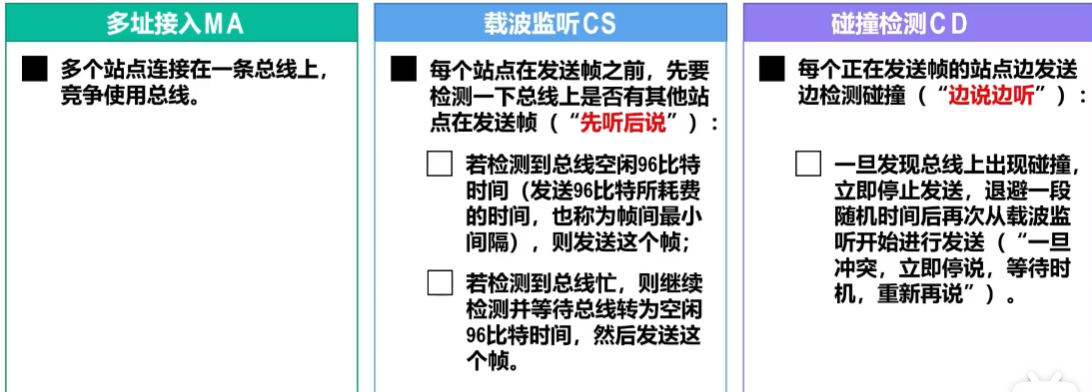 多址接入MA
多个站点连接在一条总线上，
竞争使用总线。
载波监听CS
每个站点在发送帧之前，先要
检测一下总线上是否有其他站
点在发送帧（“先听后说”）：
若检测到总线空闲96比特
时间（发送96比特所耗费
的时间，也称为帧间最小
间隔），则发送这个帧；
若检测到总线忙，则继续
检测并等待总线转为空闲
96比特时间，然后发送这
个帧。
碰撞检测CD
每个正在发送帧的站点边发送
边检测碰撞（“边说边听”）：
一旦发现总线上出现碰撞，
立即停止发送，退避一段
随机时间后再次从载波监
听开始进行发送（“一旦
冲突，立即停说，等待时
机，重新再说”）。